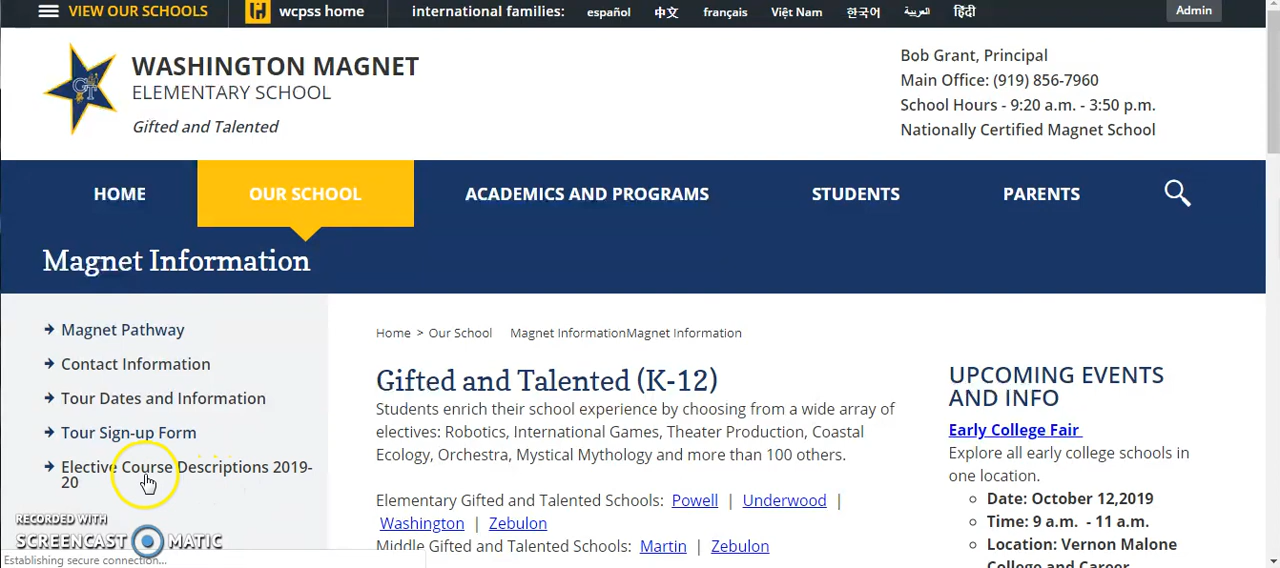 VIEW OUR SCHOOLS wcpss home international families: español 中文 français Việt Nam 한국어 العربية हिंदी Admin
WASHINGTON MAGNET
ELEMENTARY SCHOOL
Gifted and Talented
GT
Bob Grant, Principal
Main Office: (919) 856-7960
School Hours - 9:20 a.m. - 3:50 p.m.
Nationally Certified Magnet School
HOME OUR SCHOOL ACADEMICS AND PROGRAMS STUDENTS PARENTS
Magnet Information
Magnet Pathway
Contact Information
Tour Dates and Information
Tour Sign-up Form
Elective Course Descriptions 2019-
20
RECORDED WITH
SCREENCAST MATIC
Establishing secure connection...
Home > Our School Magnet InformationMagnet Information
Gifted and Talented (K-12)
Students enrich their school experience by choosing from a wide array of
electives: Robotics, International Games, Theater Production, Coastal
Ecology, Orchestra, Mystical Mythology and more than 100 others.
Elementary Gifted and Talented Schools: Powell | Underwood |
Washington | Zebulon
Middle Gifted and Talented Schools: Martin | Zebulon
UPCOMING EVENTS
AND INFO
Early College Fair
Explore all early college schools in
one location.
Date: October 12,2019
Time: 9 a.m. - 11 a.m.
Location: Vernon Malone
College and Career